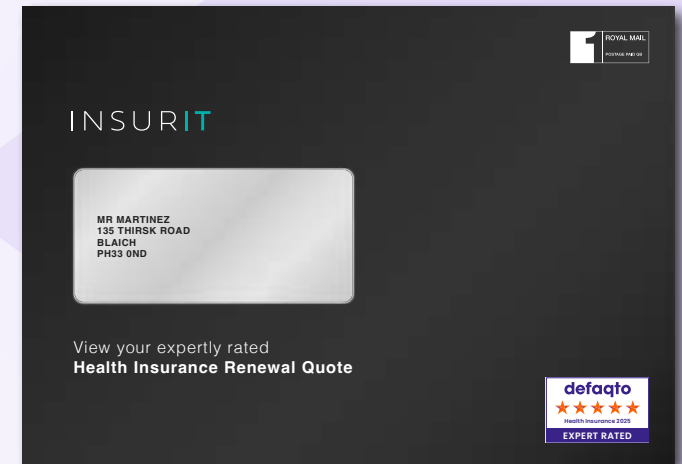 1
ROYAL MAIL
POSTAGE PAID GB
INSURIT
MR MARTINEZ
135 THIRSK ROAD
BLAICH
PH33 0ND
View your expertly rated
Health Insurance Renewal Quote
defaqto
Health Insurance 2025
EXPERT RATED